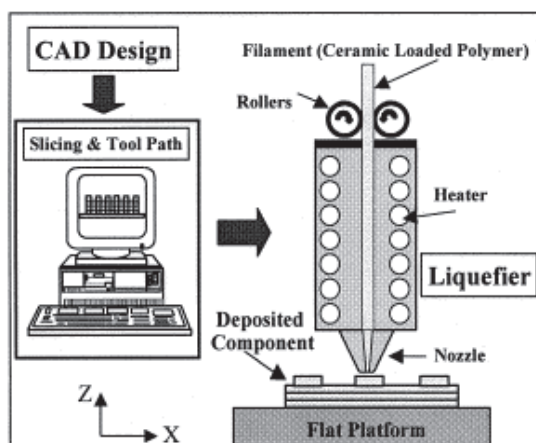 CAD Design
Slicing & Tool Path
Filament (Ceramic Loaded Polymer)
Rollers
Heater
Liquefier
Deposited
Component
Nozzle
Z
X
Flat Platform